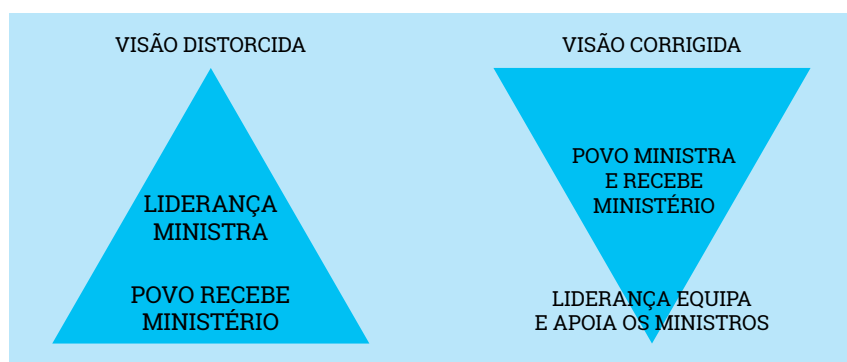 VISÃO DISTORCIDA
LIDERANÇA
MINISTRA
POVO RECEBE
MINISTÉRIO
VISÃO CORRIGIDA
POVO MINISTRA
E RECEBE
MINISTÉRIO
LIDERANÇA EQUIPA
E APOIA OS MINISTROS